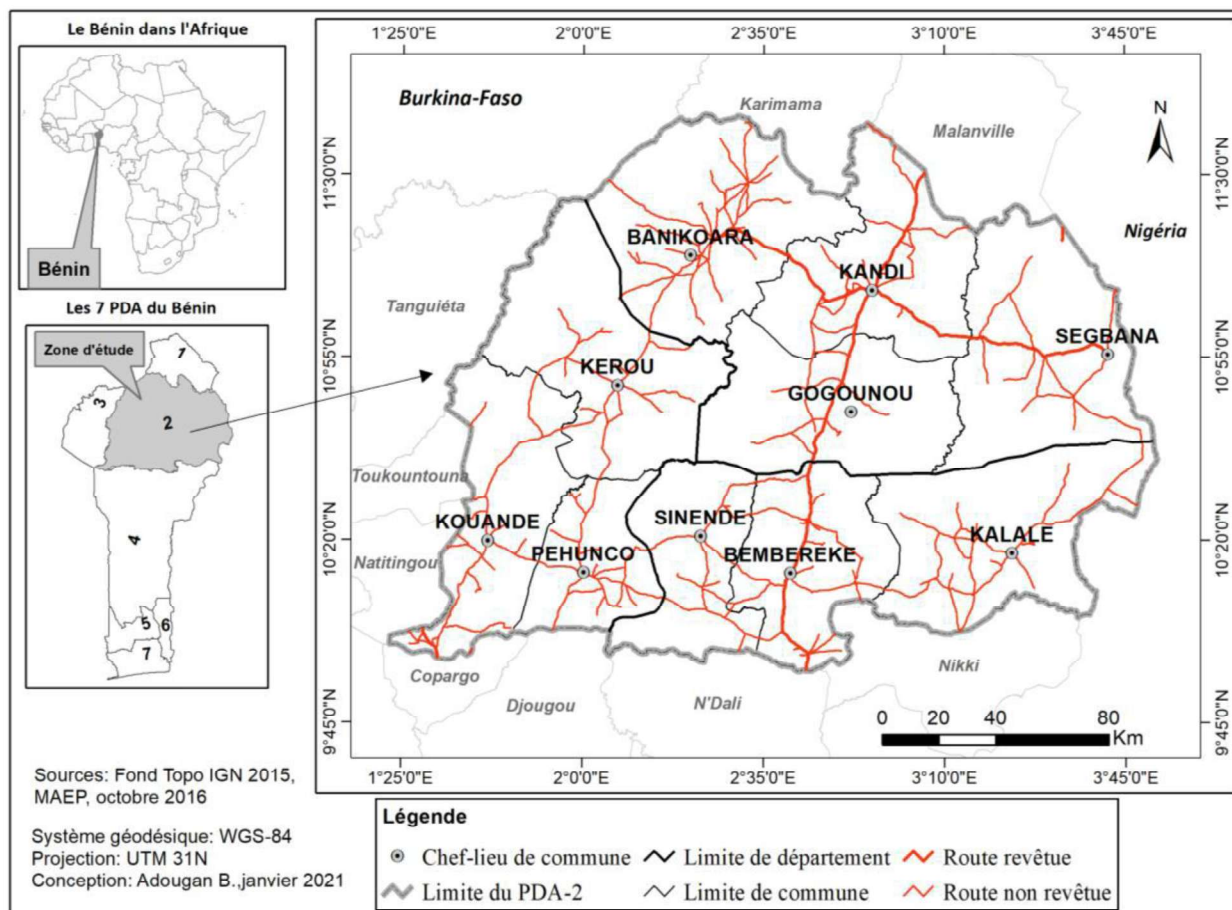 Le Bénin dans l'Afrique
Bénin
Les 7 PDA du Bénin
Zone d'étude
1
2
3
4
5
6
7
1°25'0"E
2°00'0"E
2°35'0"E
3°10'0"E
3°45'0"E
11°30'0"N
10°55'0"N
10°20'0"N
9°45'0"N
11°30'0"N
10°55'0"N
10°20'0"N
9°45'0"N
Burkina-Faso
Karimama
Malanville
N
Nigéria
BANIKOARA
KANDI
Tanguiéta
SEGBANA
KEROU
GOGOUNOU
Toukountouna
KOUANDE
SINENDE
KALALE
PEHUNCO
BEMBEREKE
Natitingou
Copargo
Nikki
Djougou
N'Dali
0 20 40 80
Km
1°25'0"E
2°00'0"E
2°35'0"E
3°10'0"E
3°45'0"E
Sources: Fond Topo IGN 2015,
MAEP, octobre 2016
Système géodésique: WGS-84
Projection: UTM 31N
Conception: Adougan B.,janvier 2021
Légende
Chef-lieu de commune
Limite de département
Route revêtue
Limite du PDA-2
Limite de commune
Route non revêtue